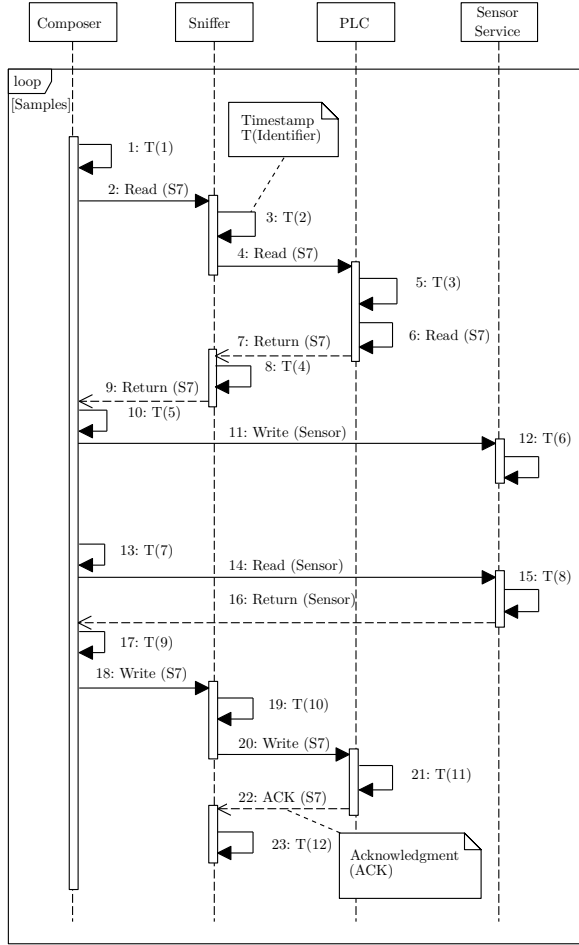 Composer
Sniffer
PLC
Sensor
Service
loop
[Samples]
Timestamp
T(Identifier)
1: T(1)
2: Read (S7)
3: T(2)
4: Read (S7)
5: T(3)
6: Read (S7)
7: Return (S7)
8: T(4)
9: Return (S7)
10: T(5)
11: Write (Sensor)
12: T(6)
13: T(7)
14: Read (Sensor)
15: T(8)
16: Return (Sensor)
17: T(9)
18: Write (S7)
19: T(10)
20: Write (S7)
21: T(11)
22: ACK (S7)
23: T(12)
Acknowledgment
(ACK)